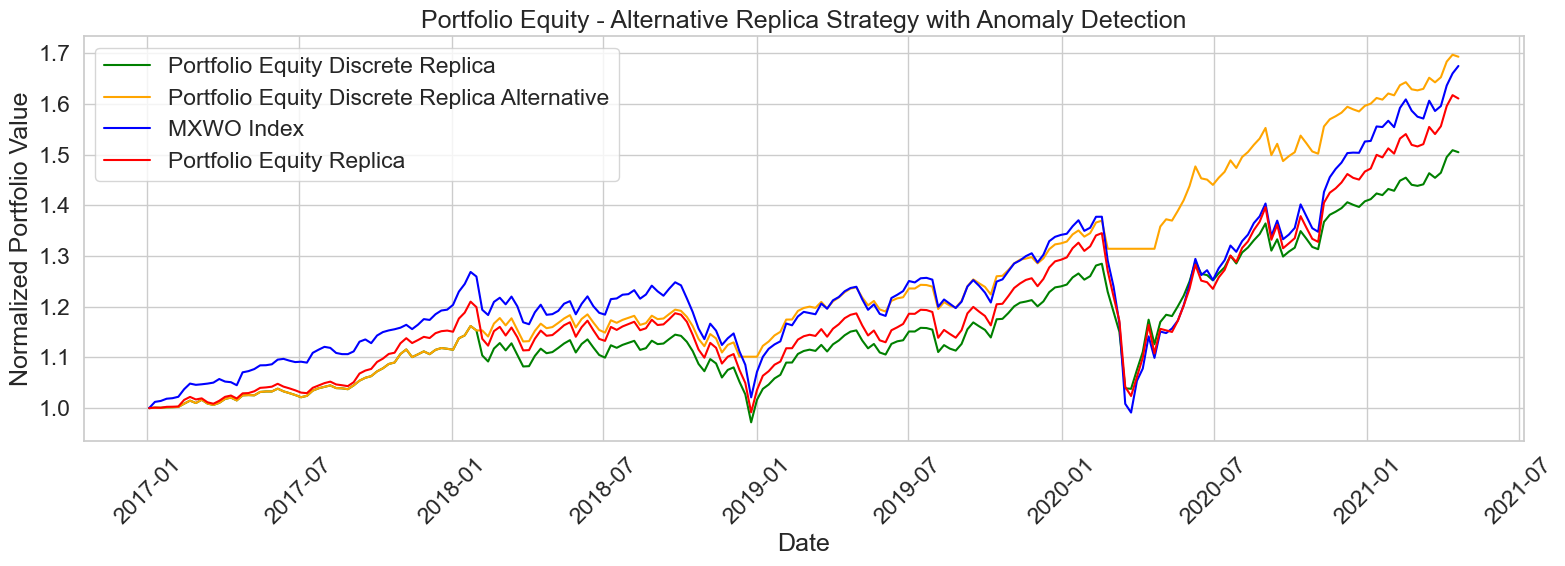 Portfolio Equity - Alternative Replica Strategy with Anomaly Detection
Portfolio Equity Discrete Replica
Portfolio Equity Discrete Replica Alternative
MXWO Index
Portfolio Equity Replica
Normalized Portfolio Value
1.7
1.6
1.5
1.4
1.3
1.2
1.1
1.0
2017-01
2017-07
2018-01
2018-07
2019-01
2019-07
2020-01
2020-07
2021-01
2021-07
Date